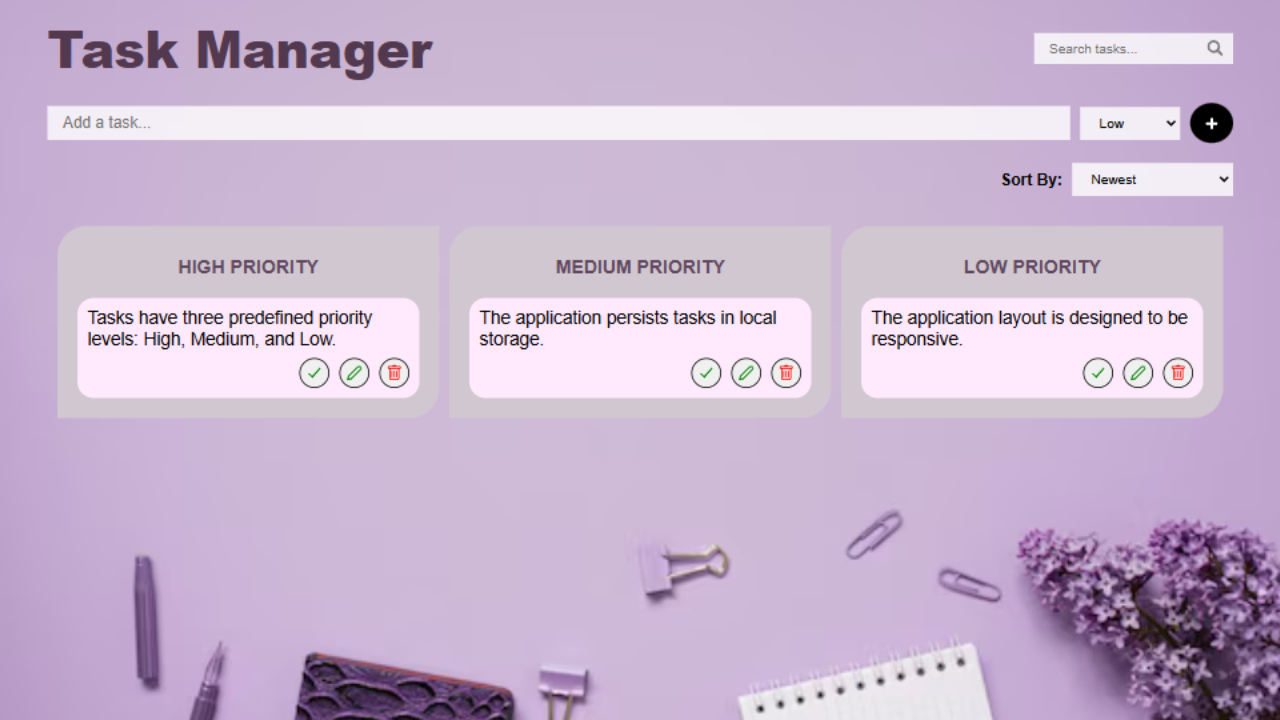 Task Manager
Search tasks...
Add a task...
Low
+
Sort By:
Newest
HIGH PRIORITY
Tasks have three predefined priority
levels: High, Medium, and Low.
MEDIUM PRIORITY
The application persists tasks in local
storage.
LOW PRIORITY
The application layout is designed to be
responsive.